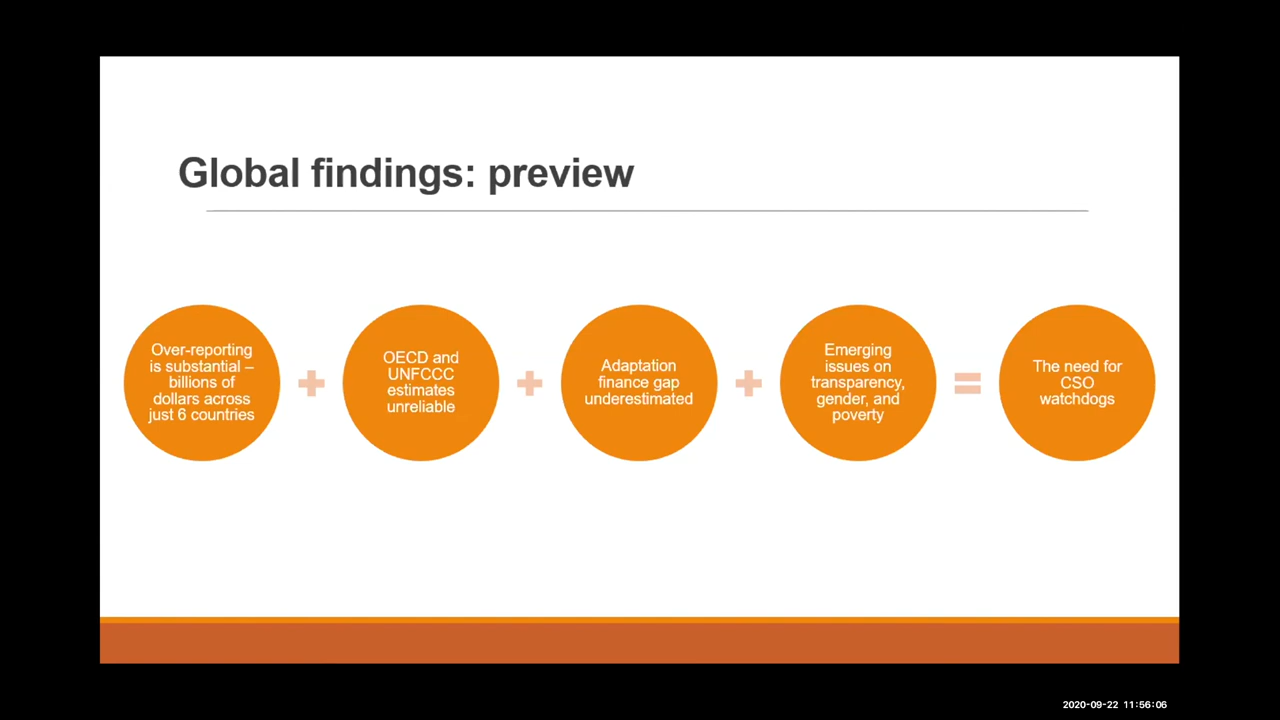 Global findings: preview
Over-reporting
is substantial –
billions of
dollars across
just 6 countries
OECD and
UNFCCC
estimates
unreliable
Adaptation
finance gap
underestimated
Emerging
issues on
transparency,
gender, and
poverty
The need for
CSO
watchdogs
2020-09-22 11:56:06